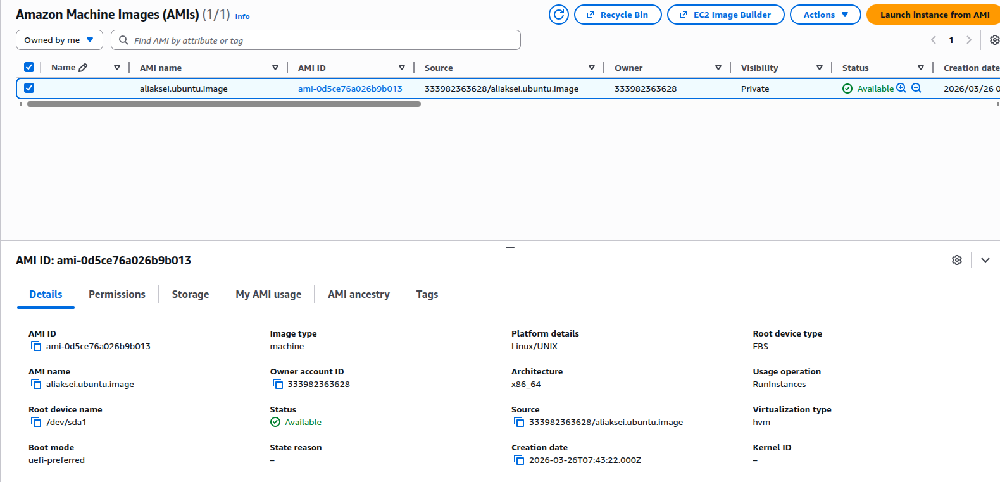 Amazon Machine Images (AMIs) (1/1) Info
Recycle Bin
EC2 Image Builder
Actions
Launch instance from AMI
Owned by me
Find AMI by attribute or tag
1
Name AMI name AMI ID Source Owner Visibility Status Creation date
aliaksei.ubuntu.image ami-0d5ce76a026b9b013 333982363628/aliaksei.ubuntu.image 333982363628 Private Available 2026/03/26 0
AMI ID: ami-0d5ce76a026b9b013
Details Permissions Storage My AMI usage AMI ancestry Tags
AMI ID Image type Platform details Root device type
ami-0d5ce76a026b9b013 machine Linux/UNIX EBS
AMI name Owner account ID Architecture Usage operation
aliaksei.ubuntu.image 333982363628 x86_64 RunInstances
Root device name Status Source Virtualization type
/dev/sda1 Available 333982363628/aliaksei.ubuntu.image hvm
Boot mode State reason Creation date Kernel ID
uefi-preferred – 2026-03-26T07:43:22.000Z –